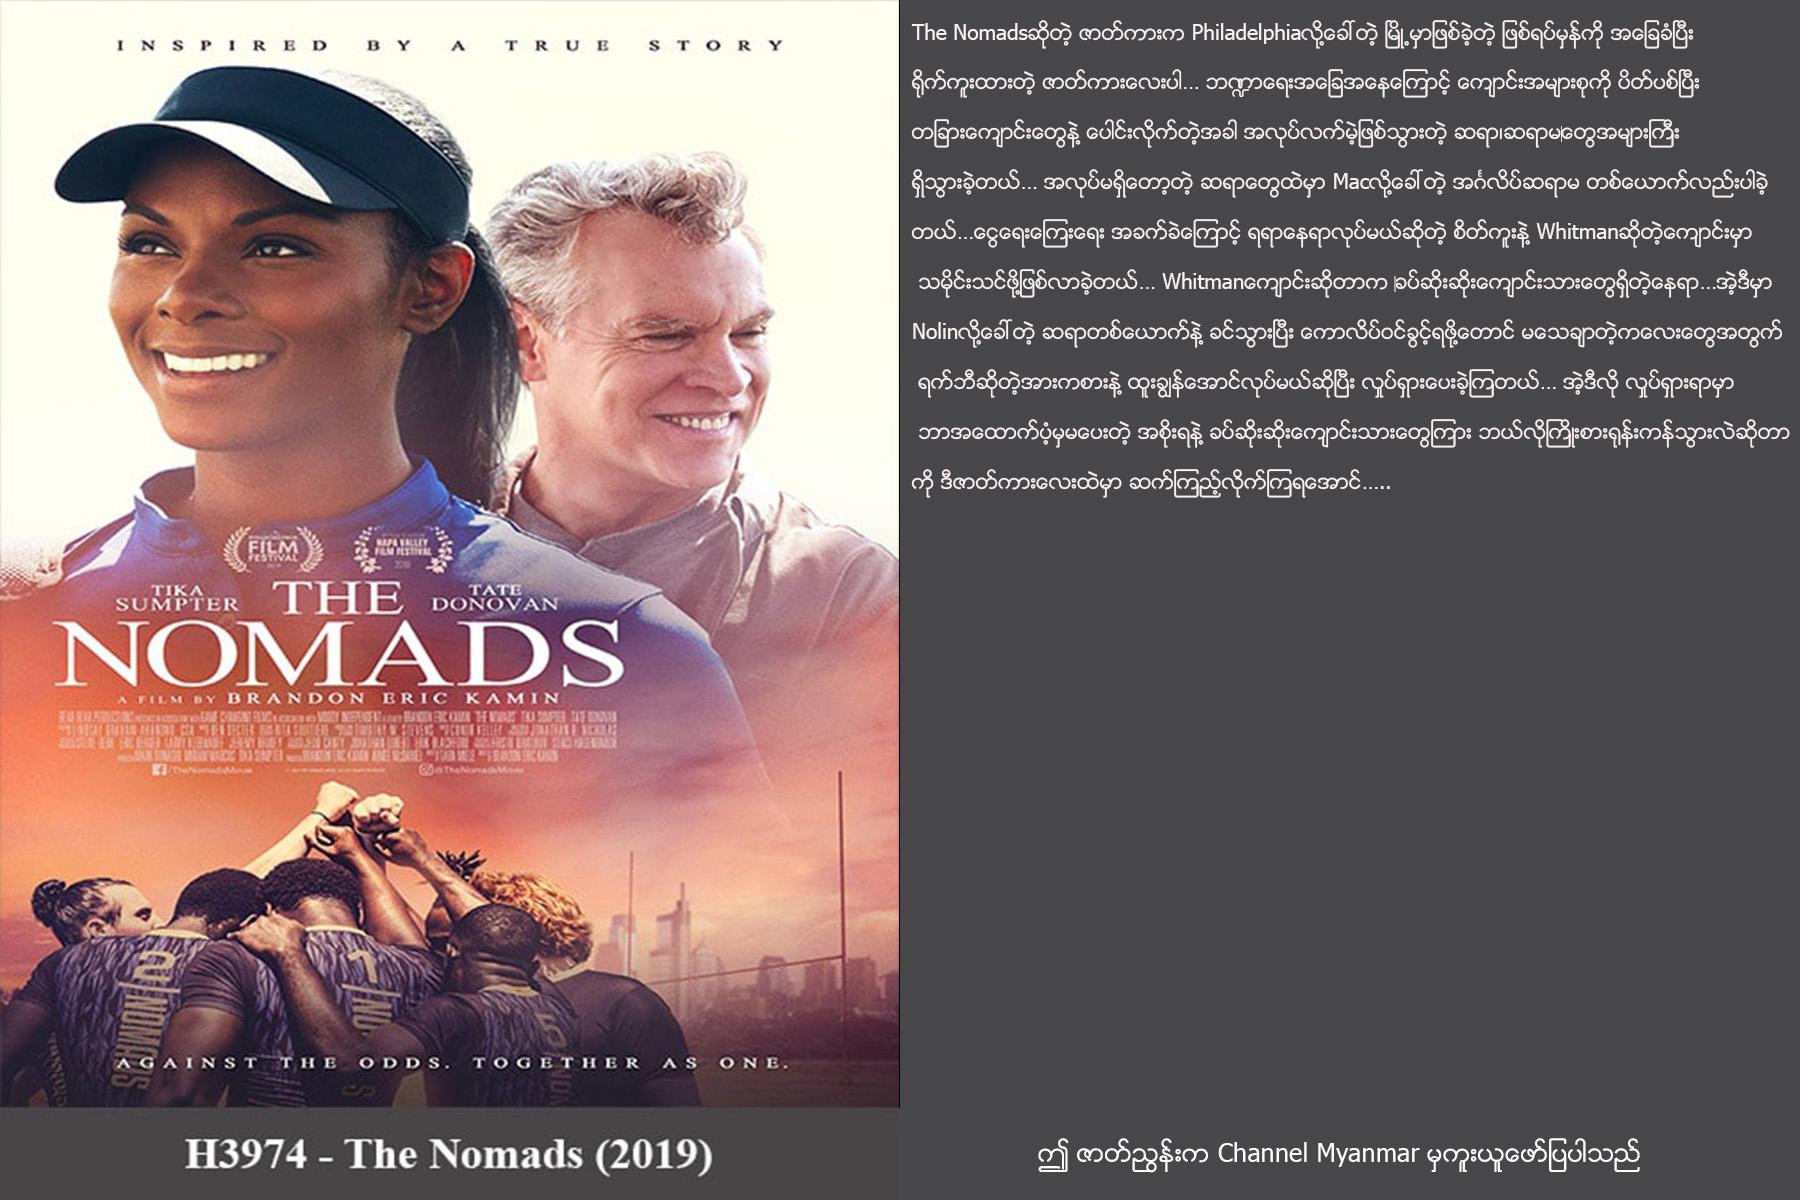 INSPIRED BY A TRUE STORY
FILM
FESTIVAL
NAPA VALLEY
FILM FESTIVAL
TIKA
SUMPTER
THE
TATE
DONOVAN
NOMADS
A FILM BY BRANDON ERIC KAMIN
/TheNomadsMovie
@TheNomadsMovie
AGAINST THE ODDS. TOGETHER AS ONE.
H3974 - The Nomads (2019)
The Nomadsဆိုတဲ့ ဇာတ်ကားက Philadelphiaလို့ခေါ်တဲ့ မြို့မှာဖြစ်ခဲ့တဲ့ ဖြစ်ရပ်မှန်ကို အခြေခံပြီး
ရိုက်ကူးထားတဲ့ ဇာတ်ကားလေးပါ... ဘဏ္ဍာရေးအခြေအနေကြောင့် ကျောင်းအများစုကို ပိတ်ပစ်ပြီး
တခြားကျောင်းတွေနဲ့ ပေါင်းလိုက်တဲ့အခါ အလုပ်လက်မဲ့ဖြစ်သွားတဲ့ ဆရာ၊ဆရာမတွေအများကြီး
ရှိသွားခဲ့တယ်... အလုပ်မရှိတော့တဲ့ ဆရာတွေထဲမှာ Macလို့ခေါ်တဲ့ အင်္ဂလိပ်ဆရာမ တစ်ယောက်လည်းပါခဲ့
တယ်...ငွေရေးကြေးရေး အခက်ခဲကြောင့် ရရာနေရာလုပ်မယ်ဆိုတဲ့ စိတ်ကူးနဲ့ Whitmanဆိုတဲ့ကျောင်းမှာ
သမိုင်းသင်ဖို့ဖြစ်လာခဲ့တယ်... Whitmanကျောင်းဆိုတာက ခပ်ဆိုးဆိုးကျောင်းသားတွေရှိတဲ့နေရာ...အဲ့ဒီမှာ
Nolinလို့ခေါ်တဲ့ ဆရာတစ်ယောက်နဲ့ ခင်သွားပြီး ကောလိပ်ဝင်ခွင့်ရဖို့တောင် မသေချာတဲ့ကလေးတွေအတွက်
ရက်ဘီဆိုတဲ့အားကစားနဲ့ ထူးချွန်အောင်လုပ်မယ်ဆိုပြီး လှုပ်ရှားပေးခဲ့ကြတယ်... အဲ့ဒီလို လှုပ်ရှားရာမှာ
ဘာအထောက်ပံ့မှမပေးတဲ့ အစိုးရနဲ့ ခပ်ဆိုးဆိုးကျောင်းသားတွေကြား ဘယ်လိုကြိုးစားရုန်းကန်သွားလဲဆိုတာ
ကို ဒီဇာတ်ကားလေးထဲမှာ ဆက်ကြည့်လိုက်ကြရအောင်.....
ဤ ဇာတ်ညွှန်းက Channel Myanmar မှကူးယူဖော်ပြပါသည်